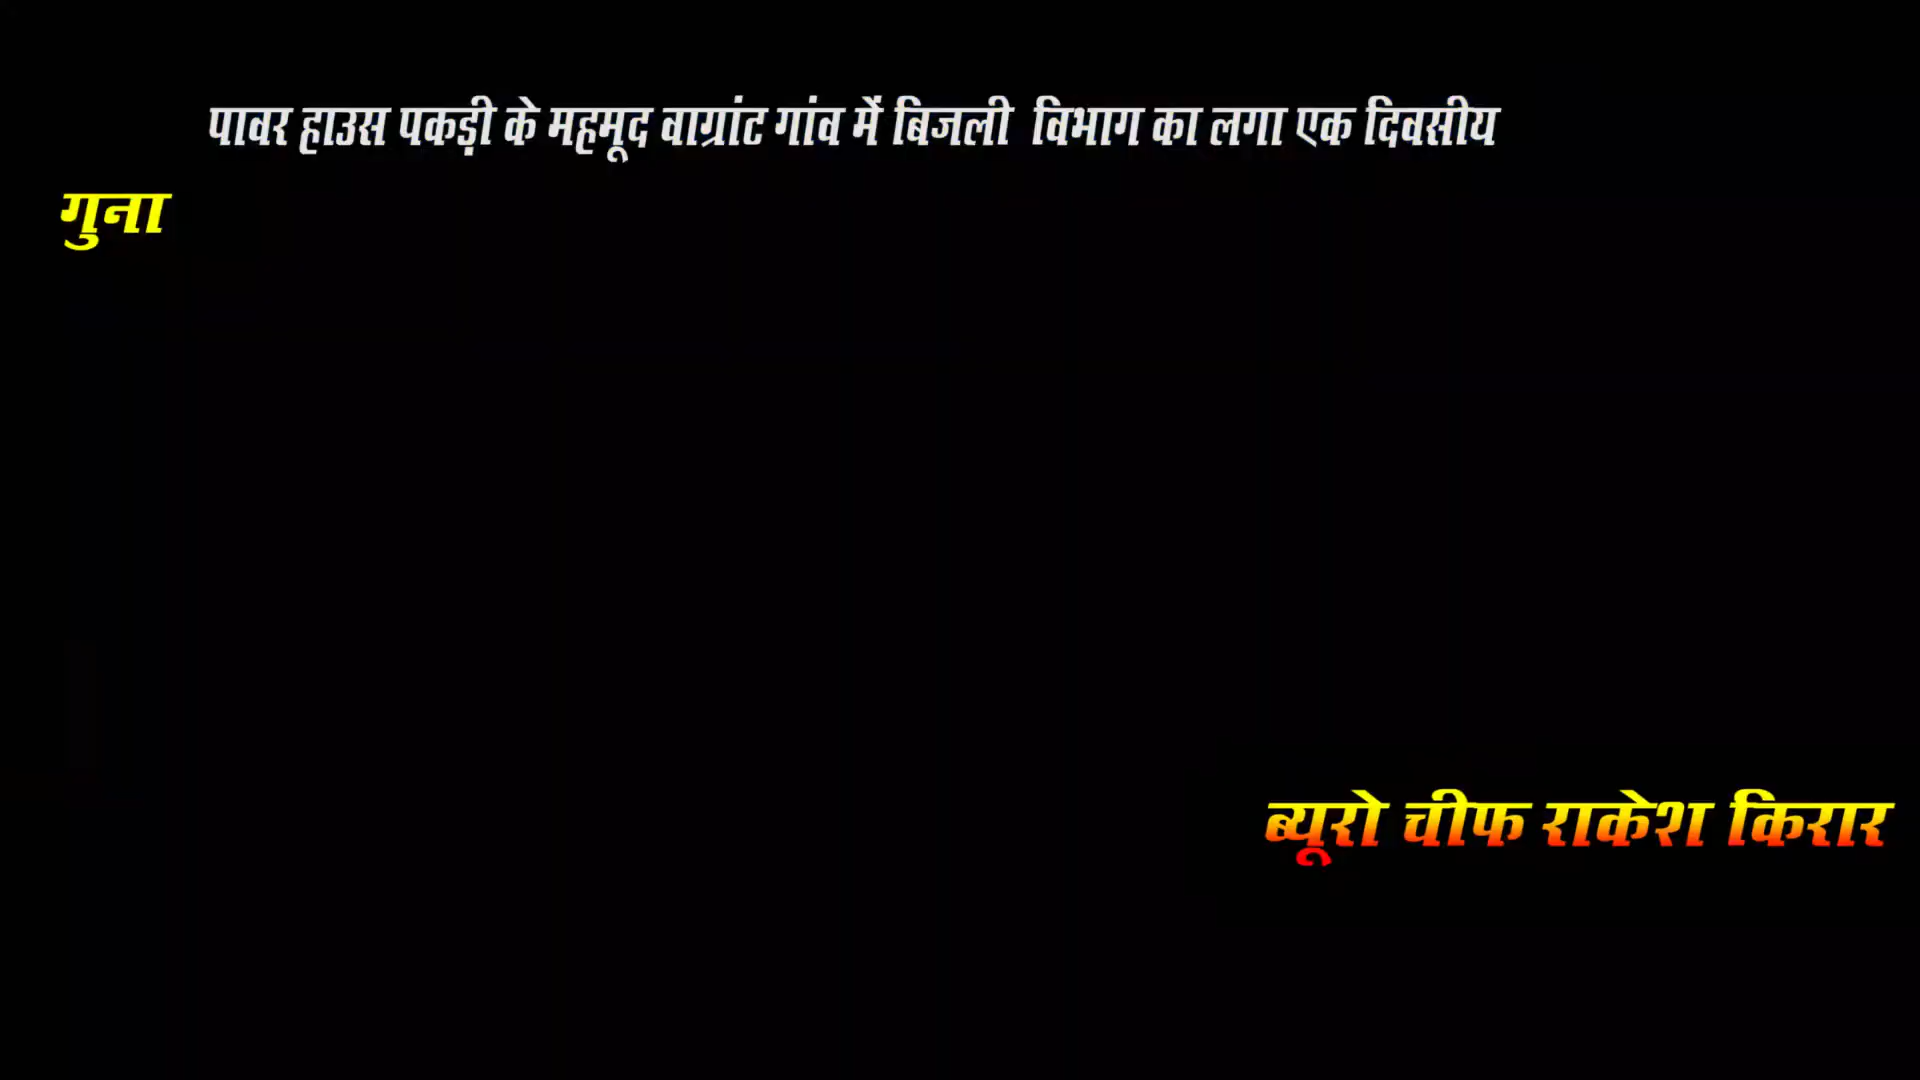 पावर हाउस पकड़ी के महमूद वाग्रांट गांव में बिजली विभाग का लगा एक दिवसीय
गुना
ब्यूरो चीफ राकेश किरार